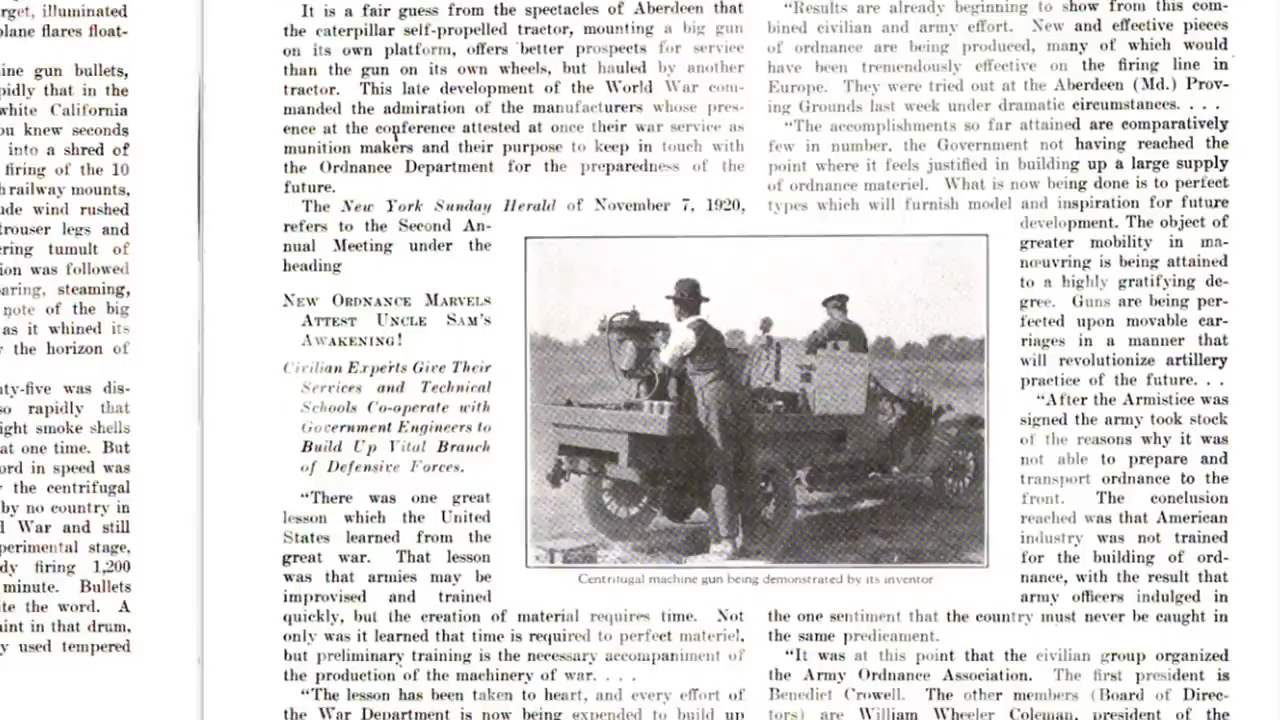 rget, illuminated
plane flares float-
ine gun bullets,
pidly that in the
white California
ou knew seconds
into a shred of
firing of the 10
h railway mounts,
ude wind rushed
trouser legs and
ering tumult of
ion was followed
aring, steaming,
note of the big
as it whined its
r the horizon of
nty-five was dis-
so rapidly that
ight smoke shells
at one time. But
ord in speed was
y the centrifugal
by no country in
l War and still
perimental stage,
dy firing 1,200
minute. Bullets
ite the word. A
int in that drum,
y used tempered
It is a fair guess from the spectacles of Aberdeen that
the caterpillar self-propelled tractor, mounting a big gun
on its own platform, offers better prospects for service
than the gun on its own wheels, but hauled by another
tractor. This late development of the World War com-
manded the admiration of the manufacturers whose pres-
ence at the conference attested at once their war service as
munition makers and their purpose to keep in touch with
the Ordnance Department for the preparedness of the
future.
The New York Sunday Herald of November 7, 1920,
refers to the Second An-
nual Meeting under the
heading
New Ordnance Marvels
Attest Uncle Sam's
Awakening!
Civilian Experts Give Their
Services and Technical
Schools Co-operate with
Government Engineers to
Build Up Vital Branch
of Defensive Forces.
"There was one great
lesson which the United
States learned from the
great war. That lesson
was that armies may be
improvised and trained
quickly, but the creation of material requires time. Not
only was it learned that time is required to perfect materiel,
but preliminary training is the necessary accompaniment of
the production of the machinery of war. . . .
"The lesson has been taken to heart, and every effort of
the War Department is now being expended to build up
Centrifugal machine gun being demonstrated by its inventor
"Results are already beginning to show from this com-
bined civilian and army effort. New and effective pieces
of ordnance are being produced, many of which would
have been tremendously effective on the firing line in
Europe. They were tried out at the Aberdeen (Md.) Prov-
ing Grounds last week under dramatic circumstances. . . .
"The accomplishments so far attained are comparatively
few in number, the Government not having reached the
point where it feels justified in building up a large supply
of ordnance materiel. What is now being done is to perfect
types which will furnish model and inspiration for future
development. The object of
greater mobility in ma-
nœuvring is being attained
to a highly gratifying de-
gree. Guns are being per-
fected upon movable car-
riages in a manner that
will revolutionize artillery
practice of the future. . .
"After the Armistice was
signed the army took stock
of the reasons why it was
not able to prepare and
transport ordnance to the
front. The conclusion
reached was that American
industry was not trained
for the building of ord-
nance, with the result that
army officers indulged in
the one sentiment that the country must never be caught in
the same predicament.
"It was at this point that the civilian group organized
the Army Ordnance Association. The first president is
Benedict Crowell. The other members (Board of Direc-
tors) are William Wheeler Coleman, president of the